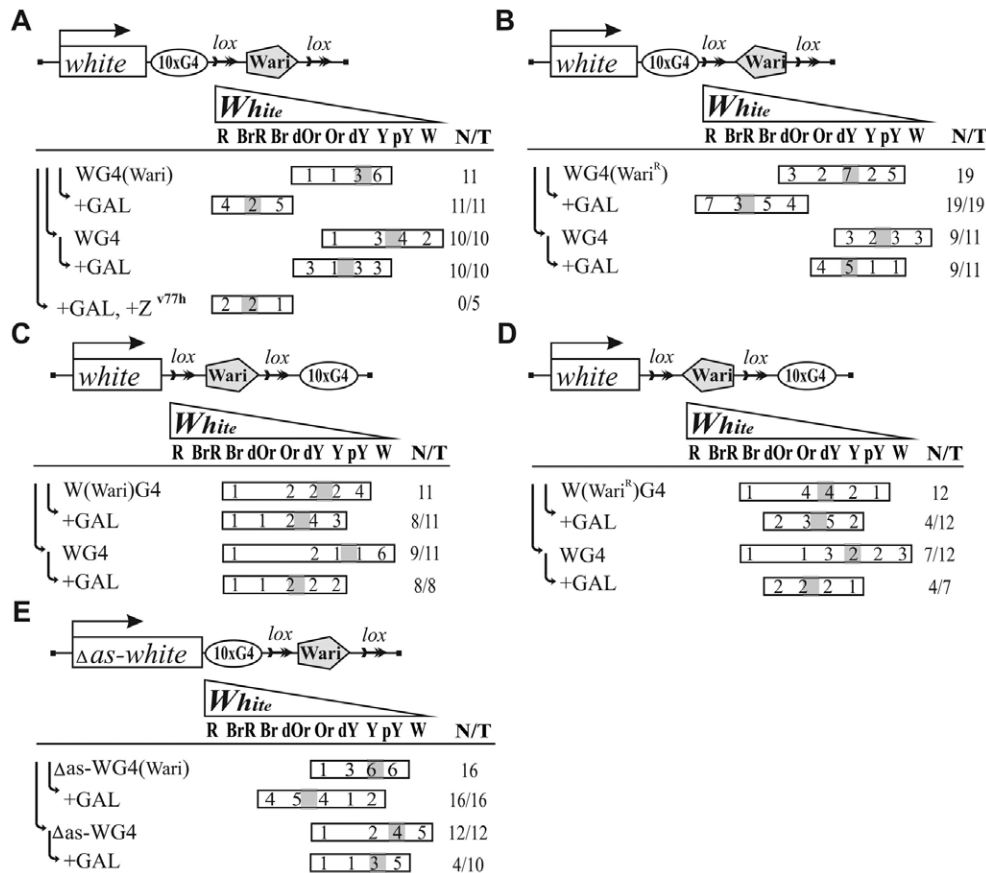 A
lox lox
white 10xG4 Wari
White
R BrR Br dOr Or dY Y pY W N/T
WG4(Wari) 1 1 3 6 11
+GAL 4 2 5 11/11
WG4 1 3 4 2 10/10
+GAL 3 1 3 3 10/10
+GAL, +Z v77h 2 2 1 0/5
B
lox lox
white 10xG4 Wari
White
R BrR Br dOr Or dY Y pY W N/T
WG4(WariR) 3 2 7 2 5 19
+GAL 7 3 5 4 19/19
WG4 3 2 3 3 9/11
+GAL 4 5 1 1 9/11
C
lox lox
white Wari 10xG4
White
R BrR Br dOr Or dY Y pY W N/T
W(Wari)G4 1 2 2 2 4 11
+GAL 1 1 2 4 3 8/11
WG4 1 2 1 1 6 9/11
+GAL 1 1 2 2 2 8/8
D
lox lox
white Wari 10xG4
White
R BrR Br dOr Or dY Y pY W N/T
W(WariR)G4 1 4 4 2 1 12
+GAL 2 3 5 2 4/12
WG4 1 1 3 2 2 3 7/12
+GAL 2 2 2 1 4/7
E
lox lox
Δas-white 10xG4 Wari
White
R BrR Br dOr Or dY Y pY W N/T
Δas-WG4(Wari) 1 3 6 6 16
+GAL 4 5 4 1 2 16/16
Δas-WG4 1 2 4 5 12/12
+GAL 1 1 3 5 4/10